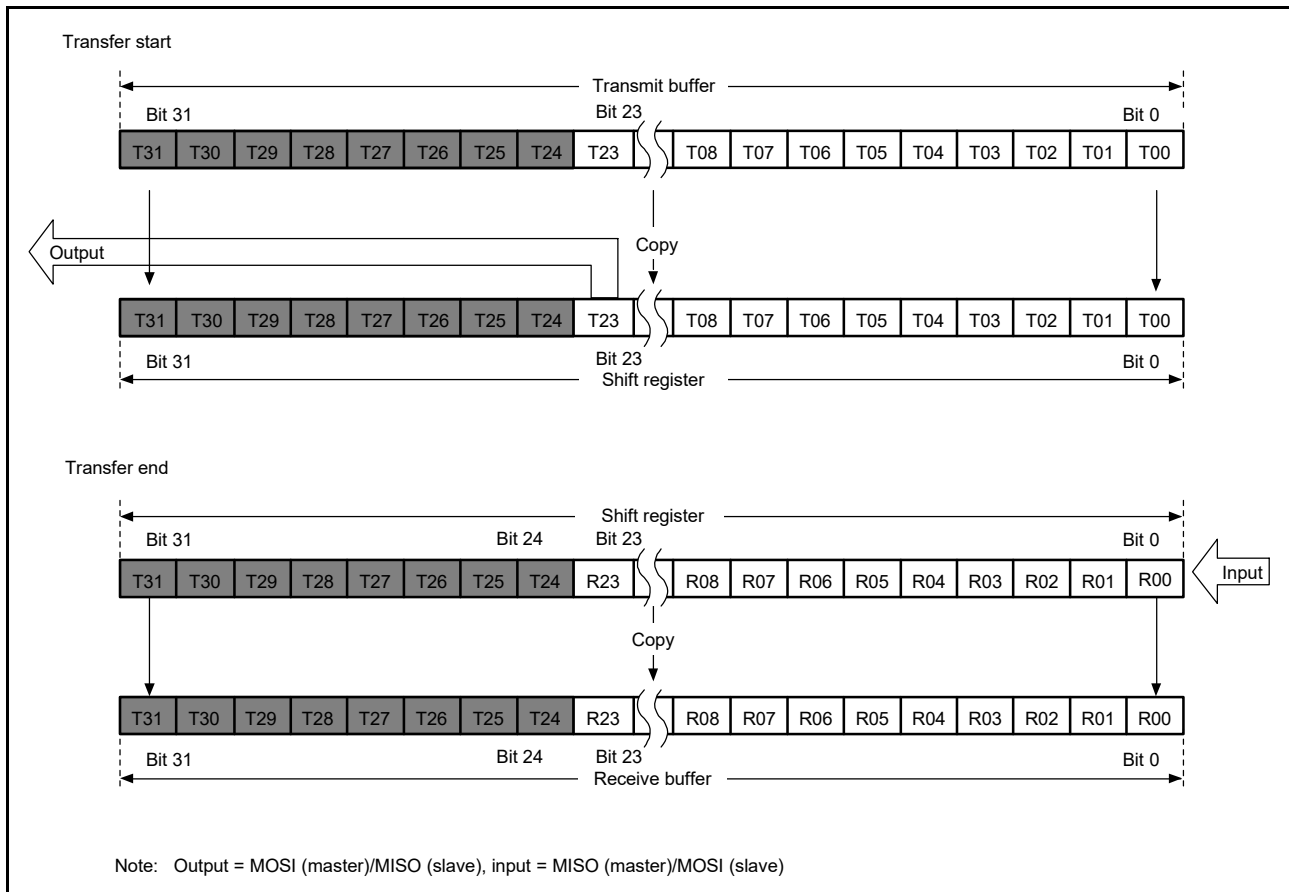 Transfer start
Transmit buffer
Bit 31 Bit 23 Bit 0
T31 T30 T29 T28 T27 T26 T25 T24 T23 T08 T07 T06 T05 T04 T03 T02 T01 T00
Output Copy
T31 T30 T29 T28 T27 T26 T25 T24 T23 T08 T07 T06 T05 T04 T03 T02 T01 T00
Bit 31 Bit 23 Bit 0
Shift register
Transfer end
Shift register
Bit 31 Bit 24 Bit 23 Bit 0
T31 T30 T29 T28 T27 T26 T25 T24 R23 R08 R07 R06 R05 R04 R03 R02 R01 R00 Input
Copy
T31 T30 T29 T28 T27 T26 T25 T24 R23 R08 R07 R06 R05 R04 R03 R02 R01 R00
Bit 31 Bit 24 Bit 23 Bit 0
Receive buffer
Note: Output = MOSI (master)/MISO (slave), input = MISO (master)/MOSI (slave)